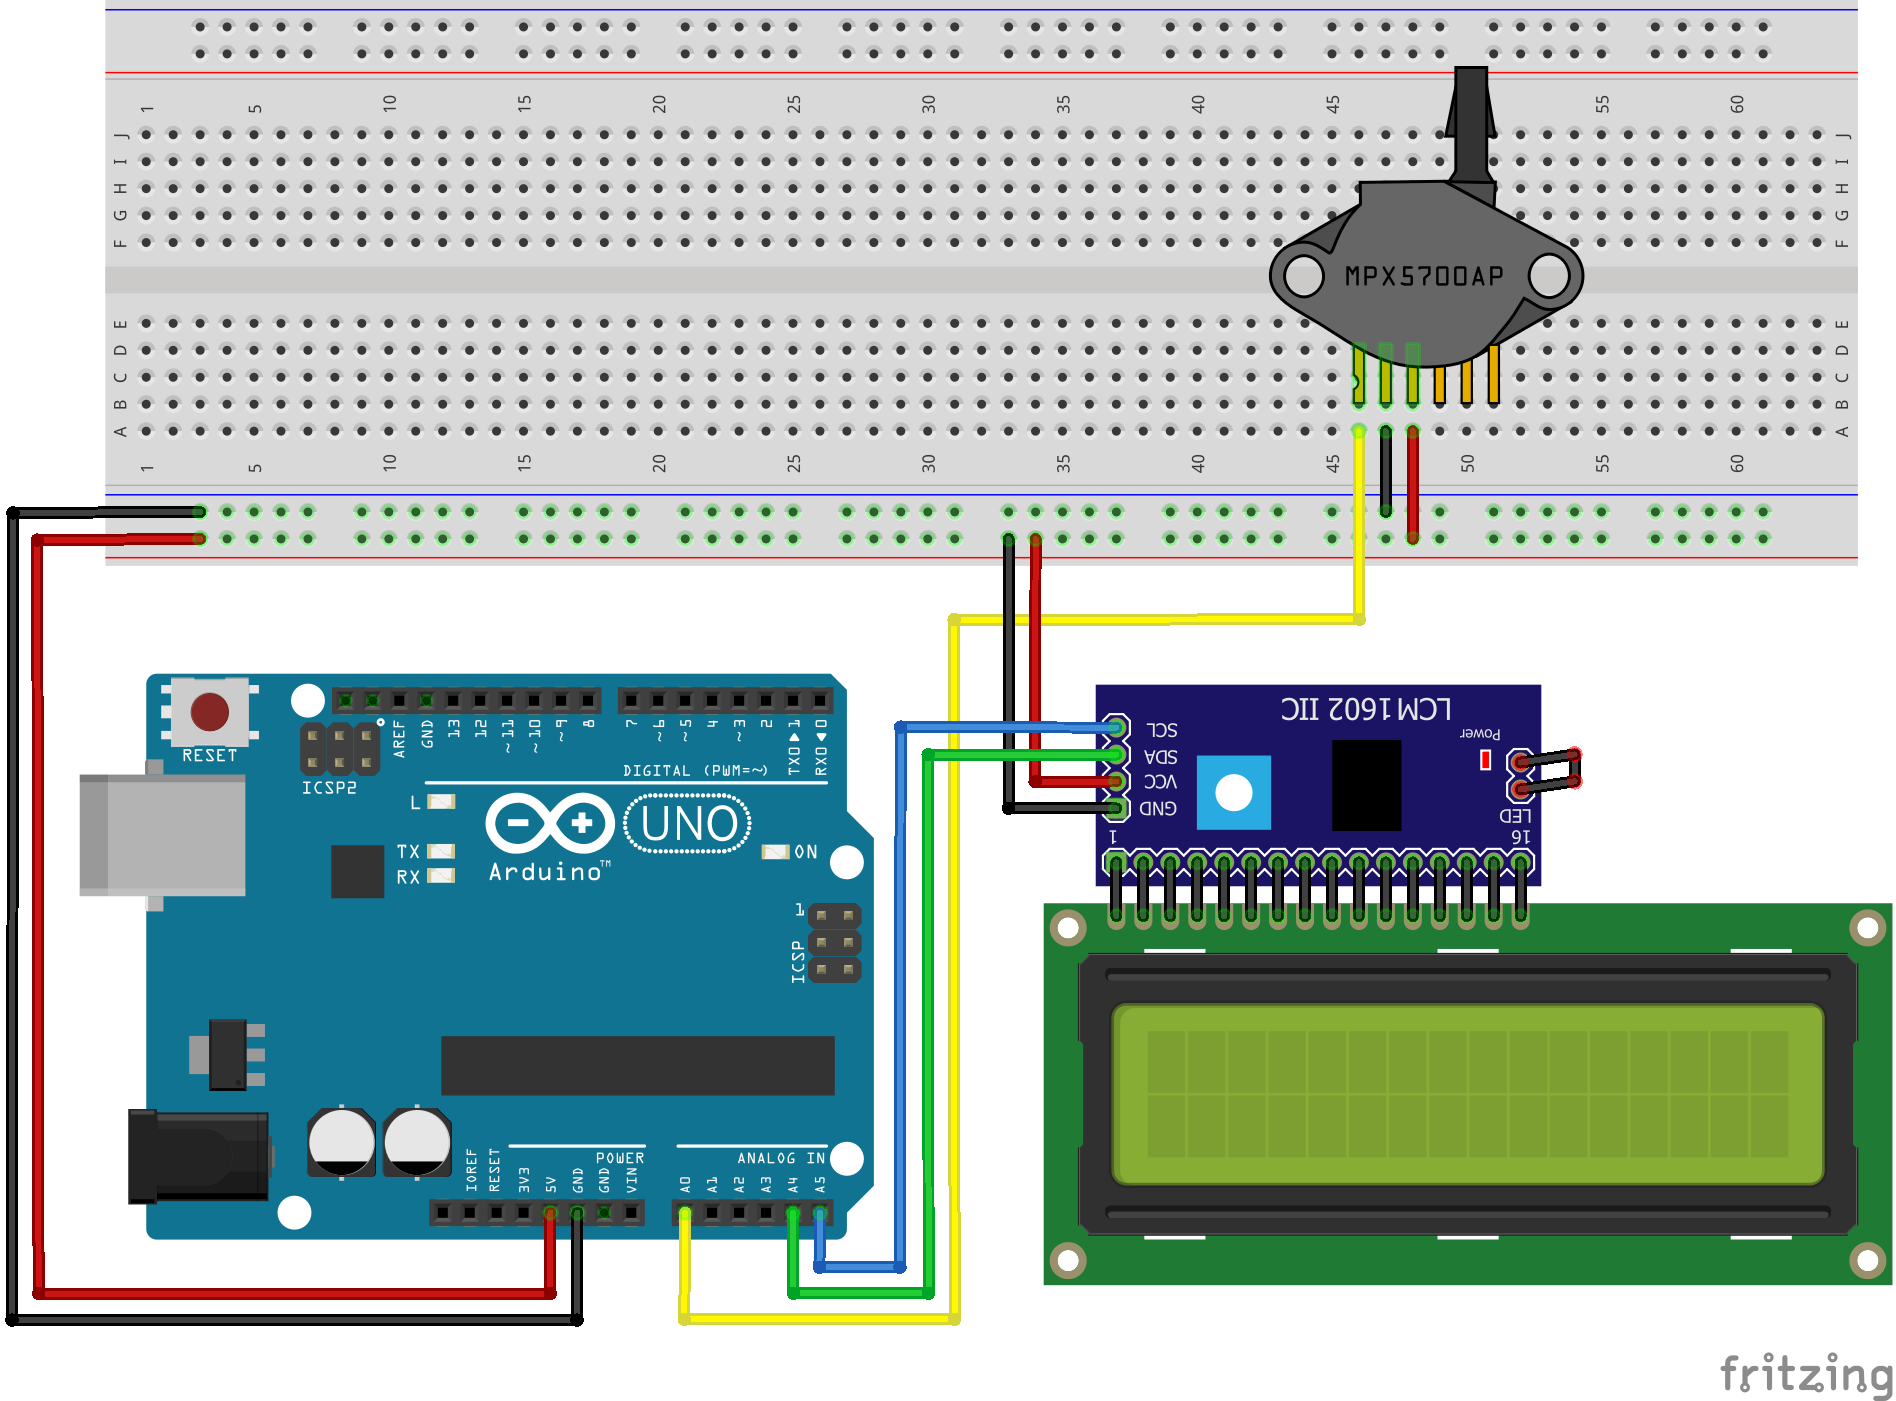 1 5 10 15 20 25 30 35 40 45 55 60
J J
I I
H H
G G
F F
MPX5700AP
E E
D D
C C
B B
A A
1 5 10 15 20 25 30 35 40 45 50 55 60
RESET
ICSP2
AREF
GND
13
12
~11
~10
~9
8
7
~6
~5
4
~3
2
TX0▶1
RX0◀0
DIGITAL (PWM=~)
L
TX
RX
UNO
Arduino™
ON
1
ICSP
POWER
ANALOG IN
IOREF
RESET
3V3
5V
GND
GND
VIN
A0
A1
A2
A3
A4
A5
LCM1602 IIC
SCL
SDA
VCC
GND
Power
LED
1
16
fritzing